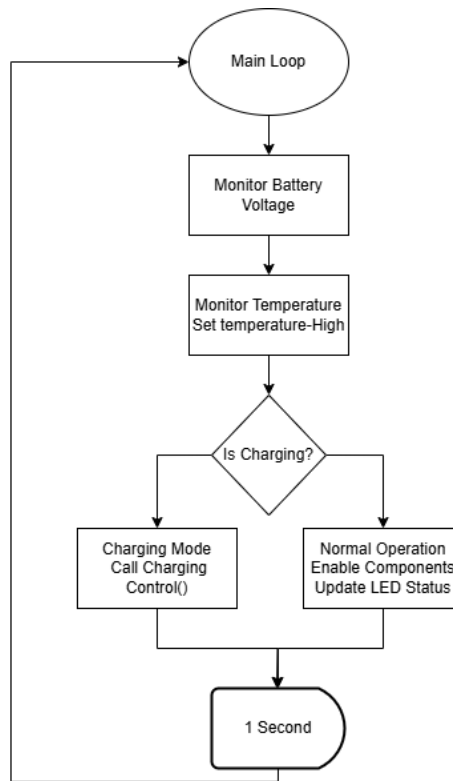 Main Loop
Monitor Battery
Voltage
Monitor Temperature
Set temperature-High
Is Charging?
Charging Mode
Call Charging
Control()
Normal Operation
Enable Components
Update LED Status
1 Second